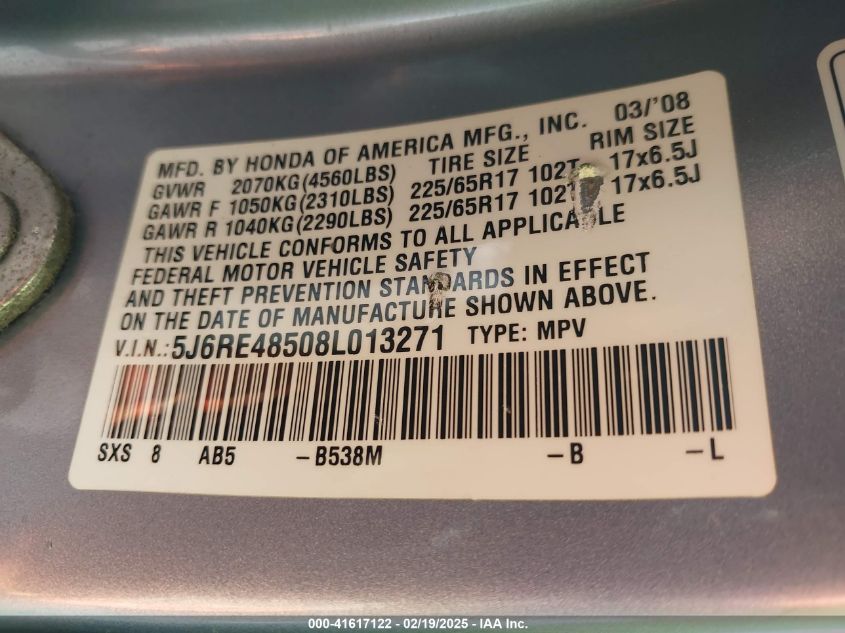 MFD. BY HONDA OF AMERICA MFG., INC. 03/'08
GVWR 2070KG(4560LBS) TIRE SIZE RIM SIZE
GAWR F 1050KG(2310LBS) 225/65R17 102T 17x6.5J
GAWR R 1040KG(2290LBS) 225/65R17 17x6.5J
THIS VEHICLE CONFORMS TO ALL APPLICABLE
FEDERAL MOTOR VEHICLE SAFETY
AND THEFT PREVENTION STANDARDS IN EFFECT
ON THE DATE OF MANUFACTURE SHOWN ABOVE.
V.I.N.: 5J6RE48508L013271 TYPE: MPV
SXS 8 AB5 -B538M -B -L
000-41617122 - 02/19/2025 - IAA Inc.